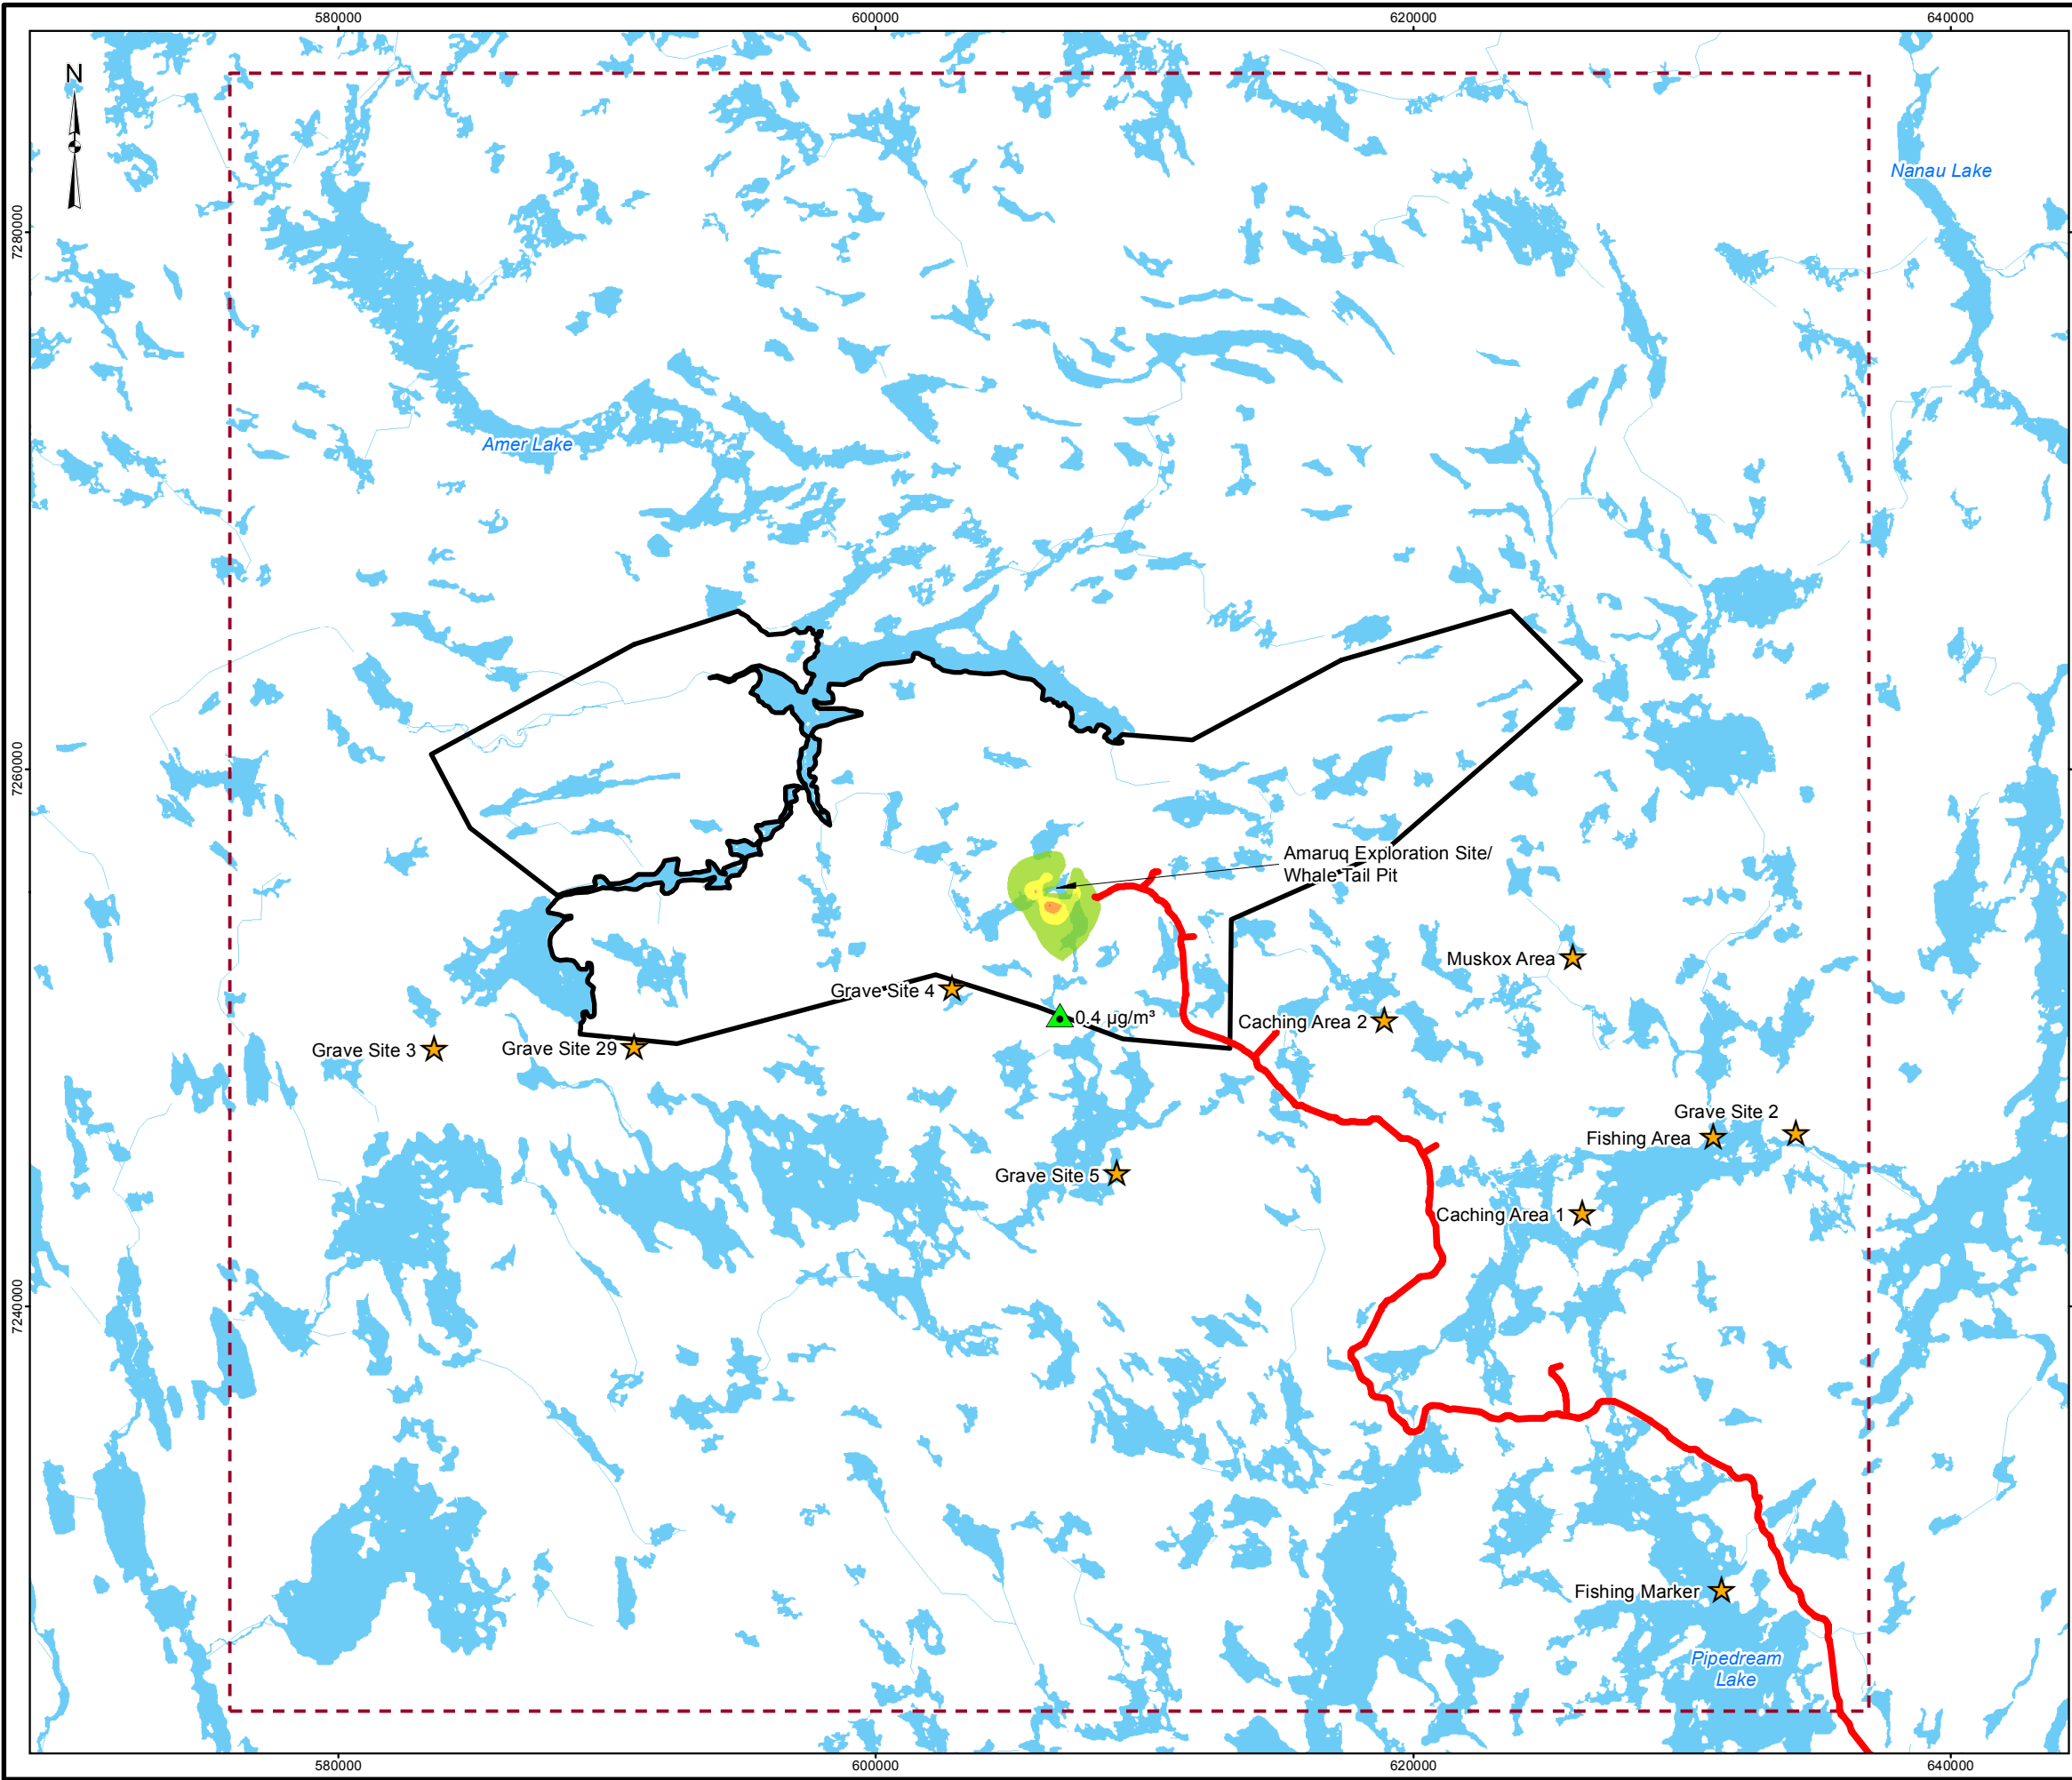 580000
600000
620000
640000
N
Nanau Lake
7280000
Amer Lake
7260000
Amaruq Exploration Site/
Whale Tail Pit
Muskox Area
Grave Site 4
0.4 µg/m³
Caching Area 2
Grave Site 3
Grave Site 29
Grave Site 2
Fishing Area
Grave Site 5
Caching Area 1
7240000
Fishing Marker
Pipedream
Lake
580000
600000
620000
640000